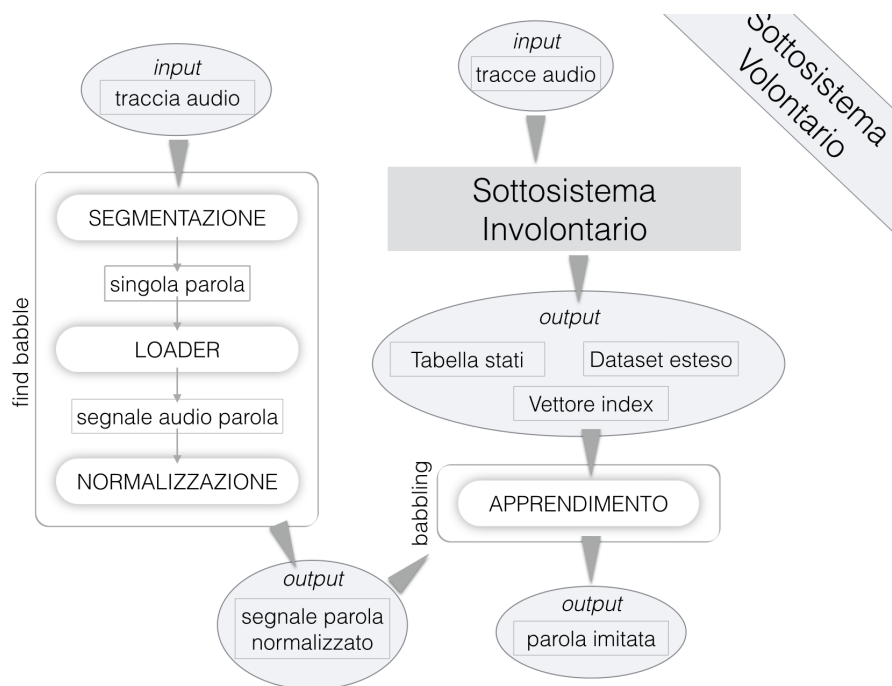 input
traccia audio
SEGMENTAZIONE
singola parola
LOADER
segnale audio parola
NORMALIZZAZIONE
find babble
output
segnale parola
normalizzato
input
tracce audio
Sottosistema
Involontario
output
Tabella stati
Dataset esteso
Vettore index
babbling
APPRENDIMENTO
output
parola imitata
Sottosistema
Volontario